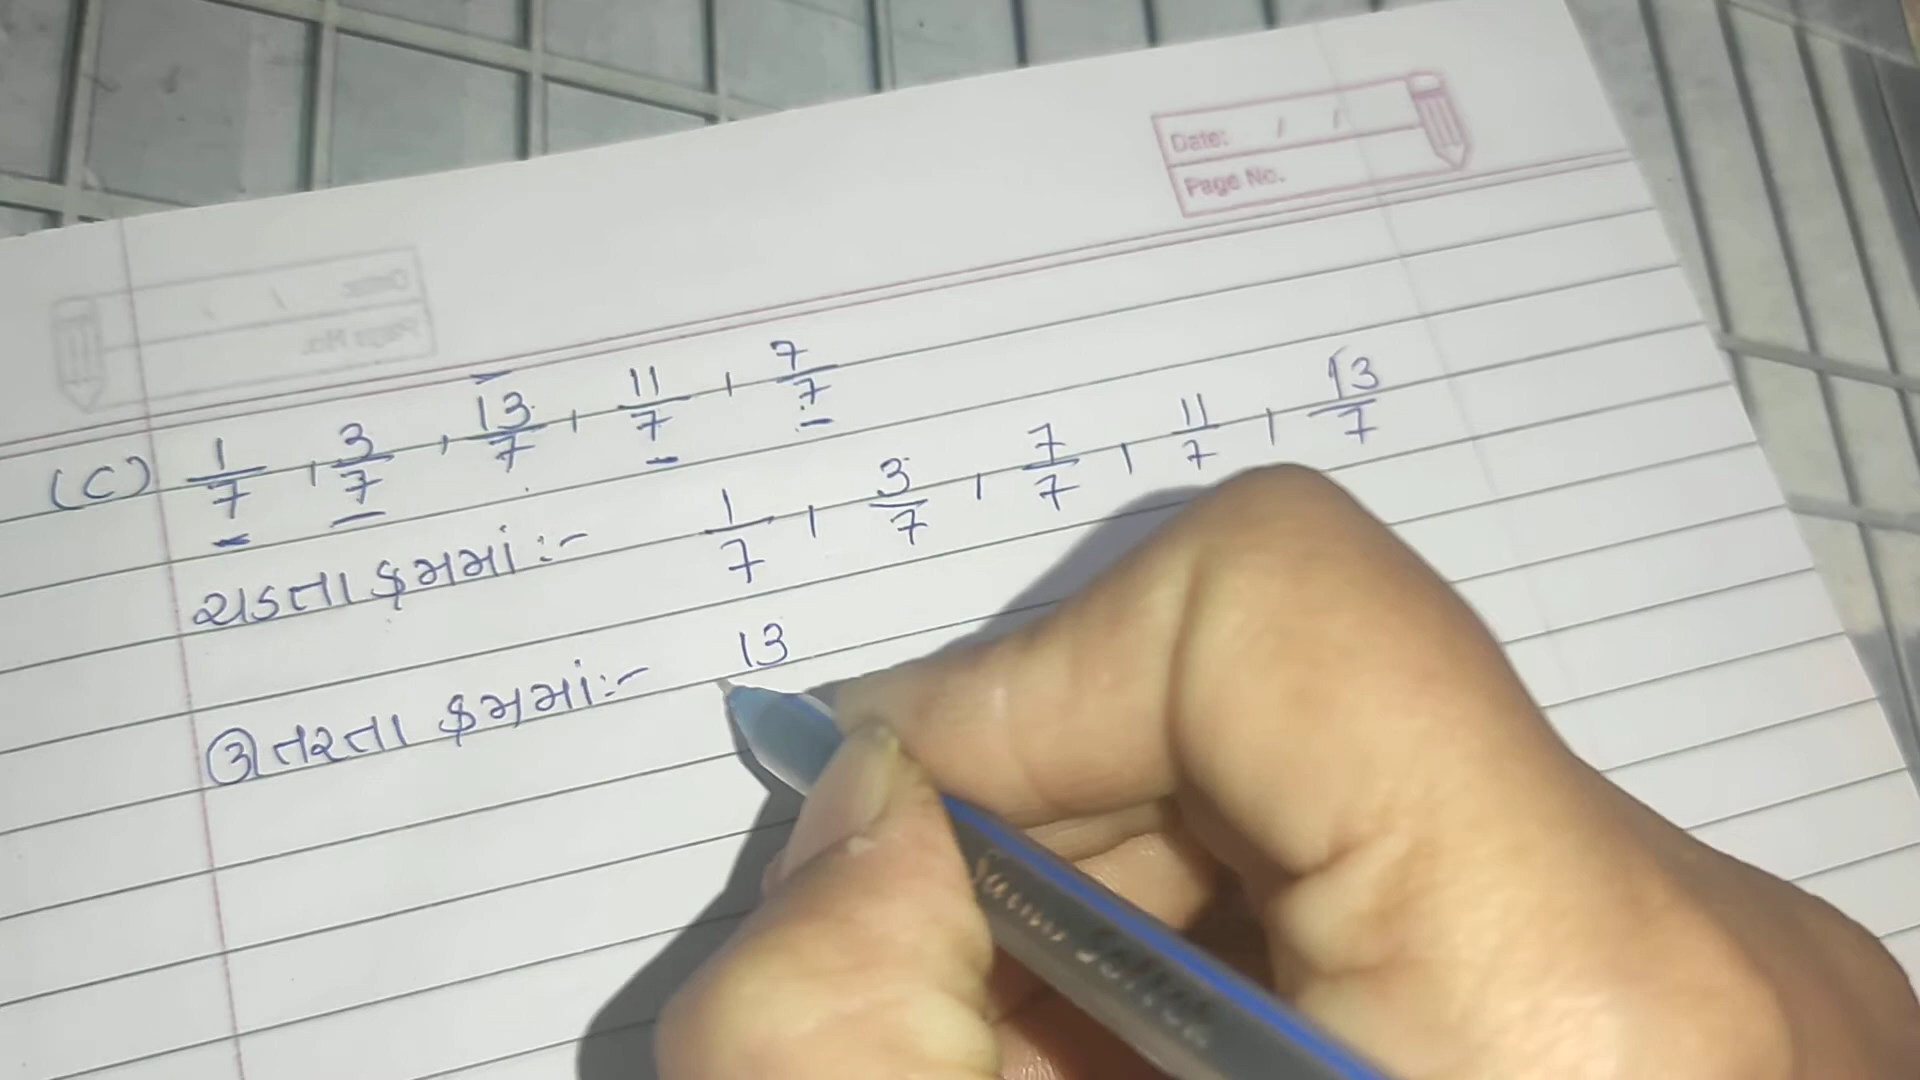 Date: / /
Page No.
(C) 1/7 , 3/7 , 13/7 , 11/7 , 7/7
ચડતા ક્રમમાં :- 1/7 , 3/7 , 7/7 , 11/7 , 13/7
ઊતરતા ક્રમમાં :- 13